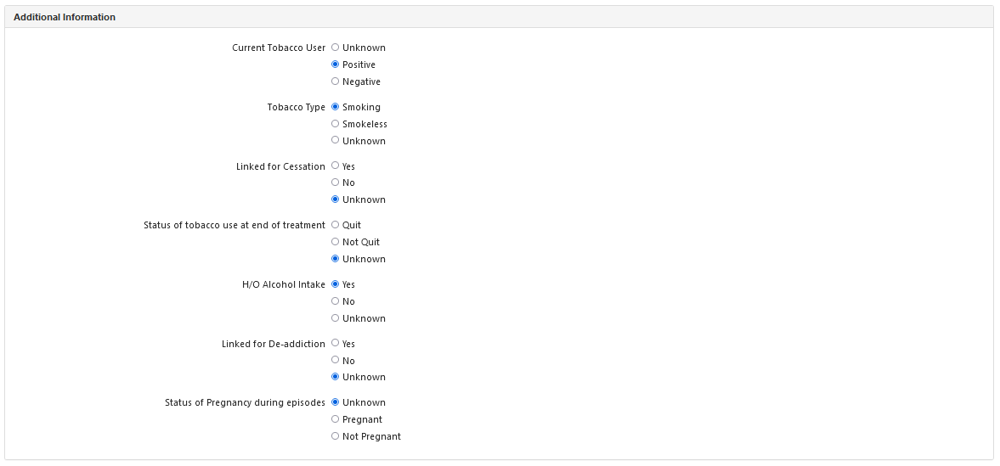 Additional Information
Current Tobacco User Unknown
Positive
Negative
Tobacco Type Smoking
Smokeless
Unknown
Linked for Cessation Yes
No
Unknown
Status of tobacco use at end of treatment Quit
Not Quit
Unknown
H/O Alcohol Intake Yes
No
Unknown
Linked for De-addiction Yes
No
Unknown
Status of Pregnancy during episodes Unknown
Pregnant
Not Pregnant